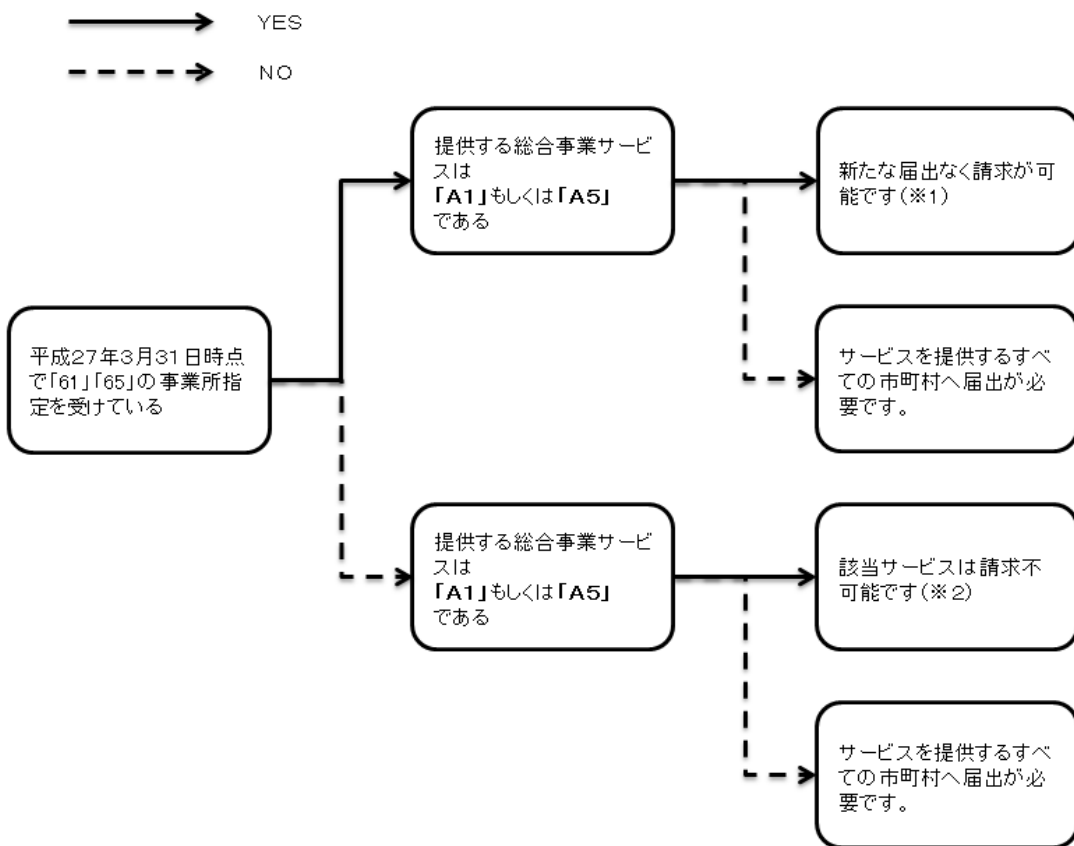 YES
NO
提供する総合事業サービ
スは
「A1」もしくは「A5」
である
新たな届出なく請求が可
能です(※1)
平成27年3月31日時点
で「61」「65」の事業所指
定を受けている
サービスを提供するすべ
ての市町村へ届出が必
要です。
提供する総合事業サービ
スは
「A1」もしくは「A5」
である
該当サービスは請求不
可能です(※2)
サービスを提供するすべ
ての市町村へ届出が必
要です。